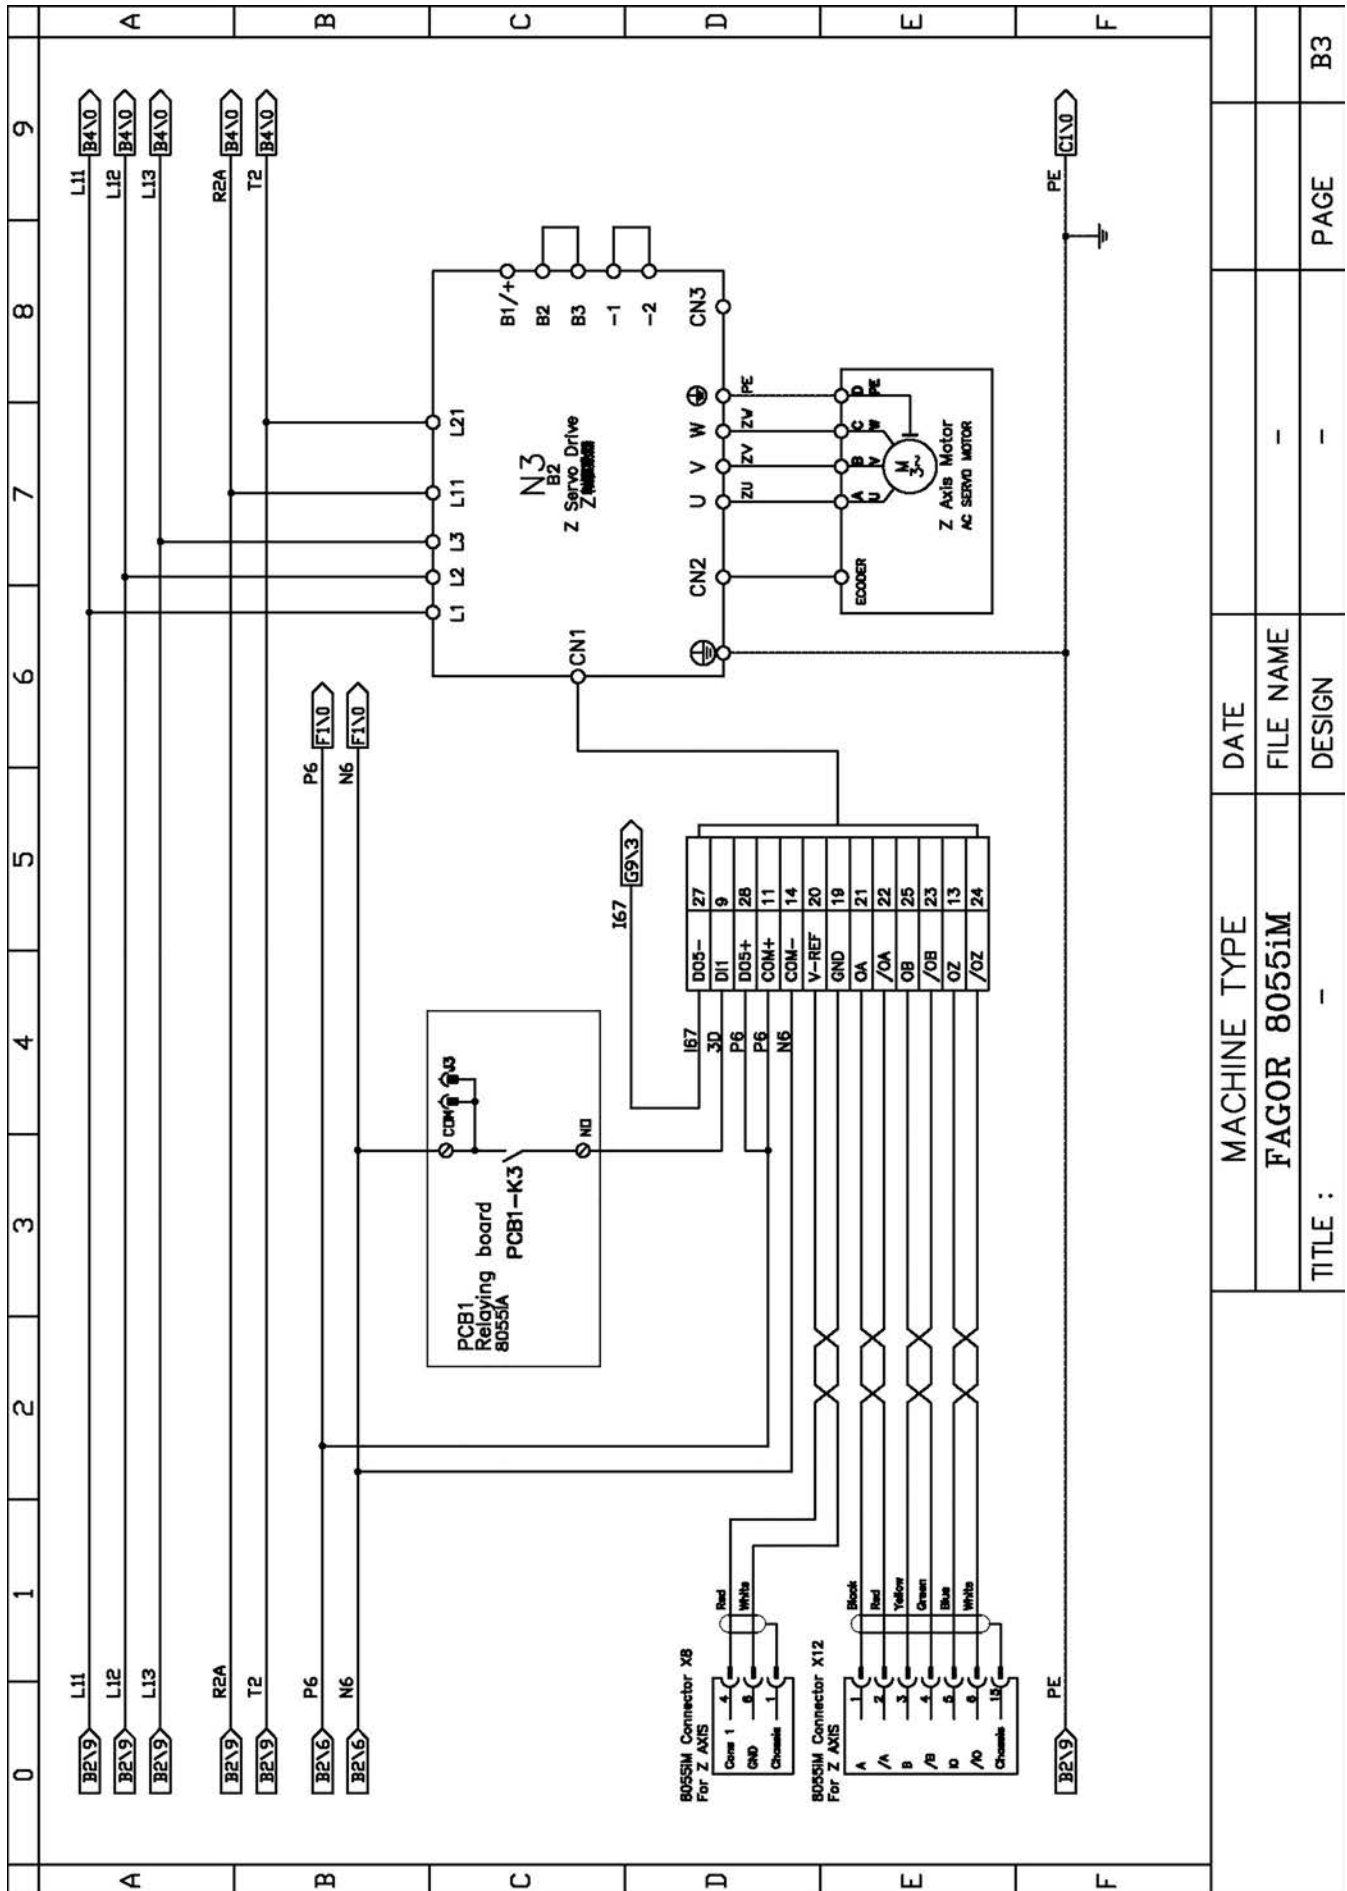 0 1 2 3 4 5 6 7 8 9
A
A
B2\9 L11 L11 B4\0
B2\9 L12 L12 B4\0
B2\9 L13 L13 B4\0
B
B
B2\9 R2A R2A B4\0
B2\9 T2 T2 B4\0
B2\6 P6 P6 F1\0
B2\6 N6 N6 F1\0
C
C
PCB1
Relaying board
8055iA
PCB1-K3
COM
J3
NO
L1 L2 L3 L11 L21
N3
B2
Z Servo Drive
Z
B1/+
B2
B3
-1
-2
CN1
CN2 U V W CN3
ZU ZV ZW PE
D
D
I67 G9\3
8055iM Connector X8
For Z AXIS
Cons 1 4 Red
GND 6 White
Chassis 1
I67 DO5- 27
3D DI1 9
P6 DO5+ 28
P6 COM+ 11
N6 COM- 14
V-REF 20
GND 19
OA 21
/OA 22
OB 25
/OB 23
OZ 13
/OZ 24
E
E
8055iM Connector X12
For Z AXIS
A 1 Black
/A 2 Red
B 3 Yellow
/B 4 Green
IO 5 Blue
/IO 6 White
Chassis 15
ECODER
A B C D
U V W PE
M
3~
Z Axis Motor
AC SERVO MOTOR
F
F
B2\9 PE PE C1\0
MACHINE TYPE DATE
FAGOR 8055iM FILE NAME -
TITLE : - DESIGN - PAGE B3